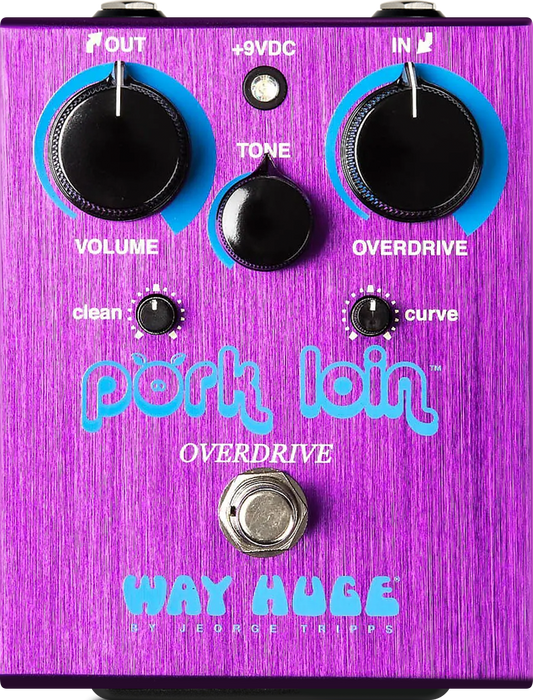 OUT +9VDC IN
TONE
VOLUME OVERDRIVE
clean curve
pork loin™
OVERDRIVE
WAY HUGE®
BY JEORGE TRIPPS